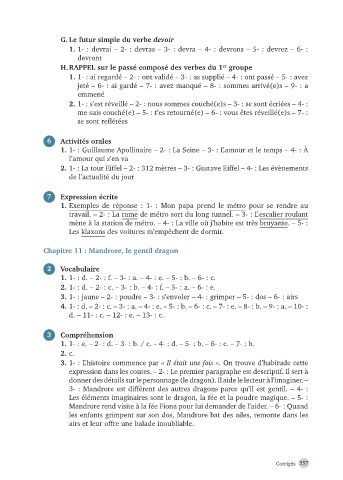 G. Le futur simple du verbe devoir
1. 1- : devrai – 2- : devras – 3- : devra – 4- : devrons – 5- : devrez – 6- :
devront
H. RAPPEL sur le passé composé des verbes du 1er groupe
1. 1- : ai regardé – 2- : ont validé – 3- : as supplié – 4- : ont passé – 5- : avez
jeté – 6- : ai gardé – 7- : avez manqué – 8- : sommes arrivé(e)s – 9- : a
emmené
2. 1- : s'est réveillé – 2- : nous sommes couché(e)s – 3- : se sont écriées – 4- :
me suis couché(e) – 5- : t'es retourné(e) – 6- : vous êtes réveillé(e)s – 7- :
se sont reflétées
6 Activités orales
1. 1- : Guillaume Apollinaire – 2- : La Seine – 3- : L'amour et le temps – 4- : À
l'amour qui s'en va
2. 1- : La tour Eiffel – 2- : 312 mètres – 3- : Gustave Eiffel – 4- : Les évènements
de l'actualité du jour
7 Expression écrite
1. Exemples de réponse : 1- : Mon papa prend le métro pour se rendre au
travail. – 2- : La rame de métro sort du long tunnel. – 3- : L'escalier roulant
mène à la station de métro. – 4- : La ville où j'habite est très bruyante. – 5- :
Les klaxons des voitures m'empêchent de dormir.
Chapitre 11 : Mandrore, le gentil dragon
2 Vocabulaire
1. 1- : d. – 2- : f. – 3- : a. – 4- : e. – 5- : b. – 6- : c.
2. 1- : d. – 2- : c. – 3- : b. – 4- : f. – 5- : a. – 6- : e.
3. 1- : jaune – 2- : poudre – 3- : s'envoler – 4- : grimper – 5- : dos – 6- : airs
4. 1- : d. – 2- : c. – 3- : a. – 4- : e. – 5- : b. – 6- : c. – 7- : e. – 8- : b. – 9- : a. – 10- :
d. – 11- : c. – 12- : e. – 13- : c.
3 Compréhension
1. 1- : e. – 2- : d. – 3- : b. / c. – 4- : d. – 5- : b. – 6- : c. – 7- : b.
2. c.
3. 1- : L'histoire commence par « Il était une fois ». On trouve d'habitude cette
expression dans les contes. – 2- : Le premier paragraphe est descriptif. Il sert à
donner des détails sur le personnage (le dragon). Il aide le lecteur à l'imaginer. –
3- : Mandrore est différent des autres dragons parce qu'il est gentil. – 4- :
Les éléments imaginaires sont le dragon, la fée et la poudre magique. – 5- :
Mandrore rend visite à la fée Fiona pour lui demander de l'aider. – 6- : Quand
les enfants grimpent sur son dos, Mandrore bat des ailes, remonte dans les
airs et leur offre une balade inoubliable.
Corrigés 357